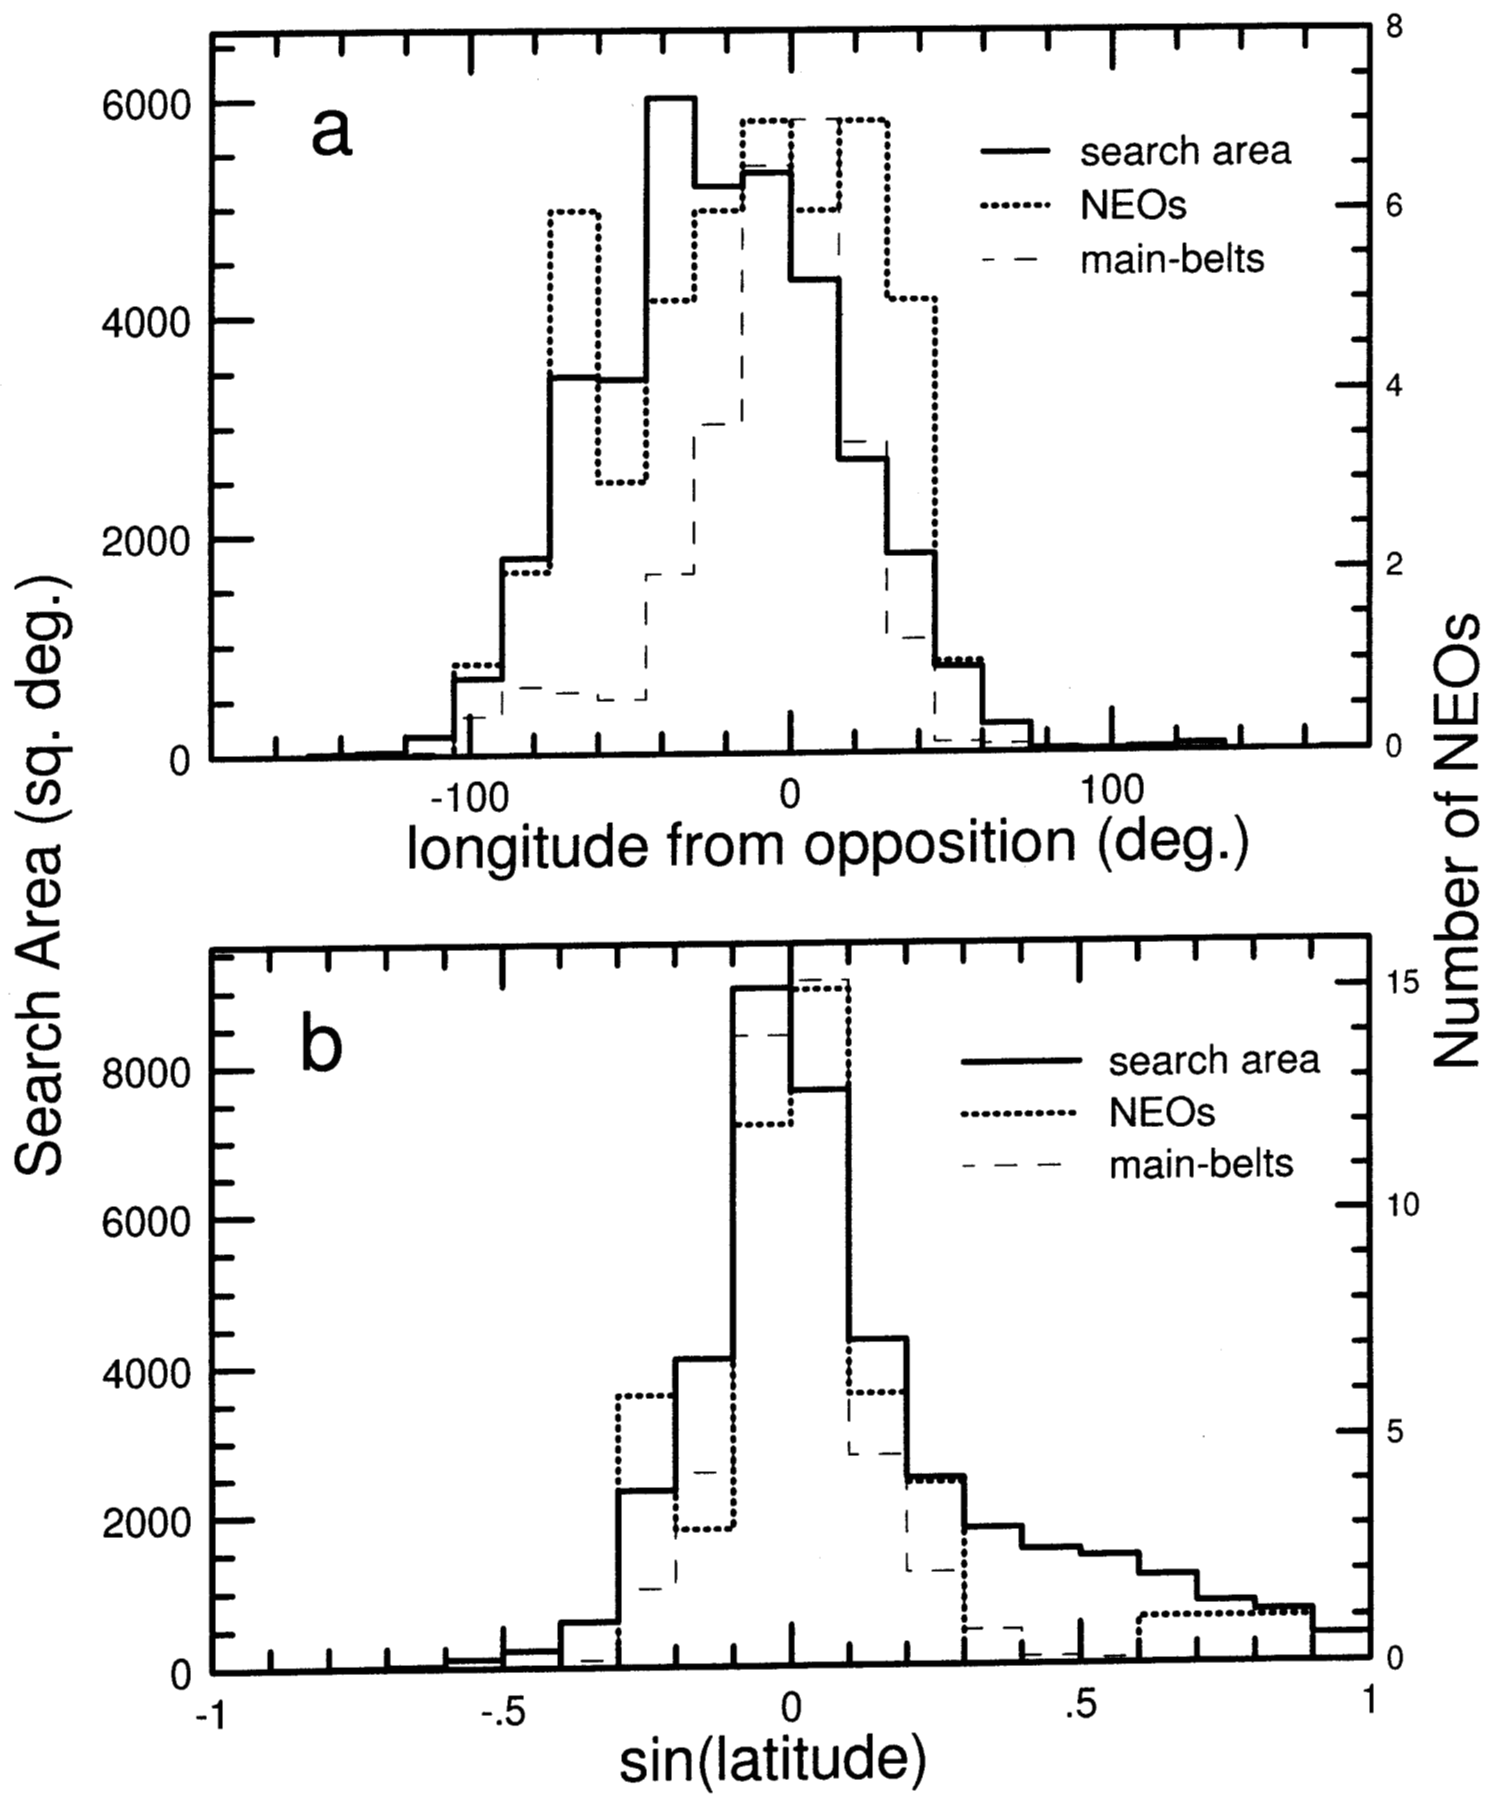 a
search area
NEOs
main-belts
6000
4000
2000
0
8
6
4
2
0
-100
0
100
longitude from opposition (deg.)
Search Area (sq. deg.)
Number of NEOs
b
search area
NEOs
main-belts
8000
6000
4000
2000
0
15
10
5
0
-1
-.5
0
.5
1
sin(latitude)